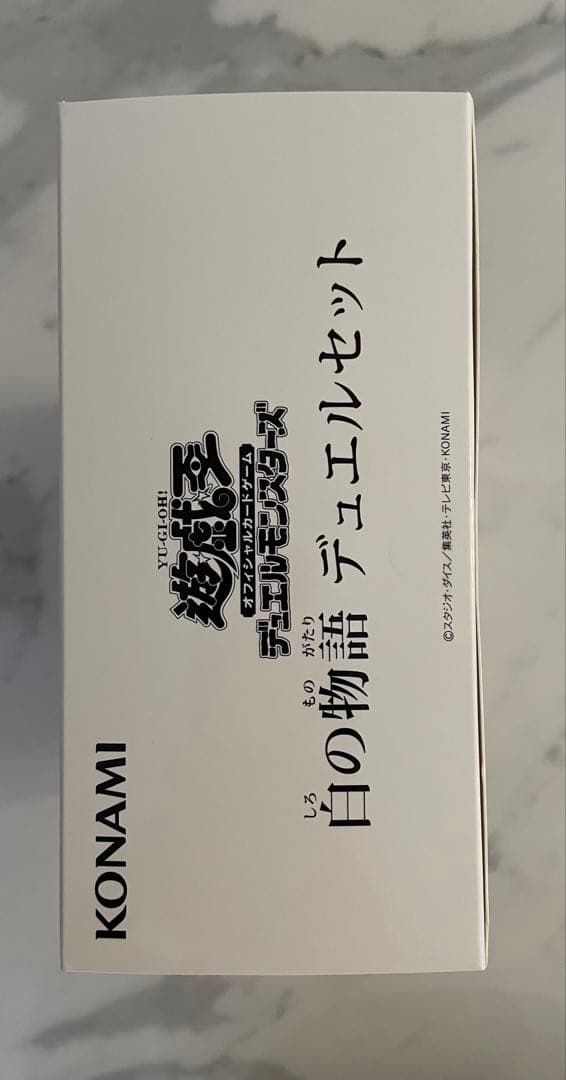 KONAMI
YU-GI-OH!
遊戯王
オフィシャルカードゲーム
デュエルモンスターズ
しろ ものがたり
白の物語 デュエルセット
©スタジオ・ダイス／集英社・テレビ東京・KONAMI